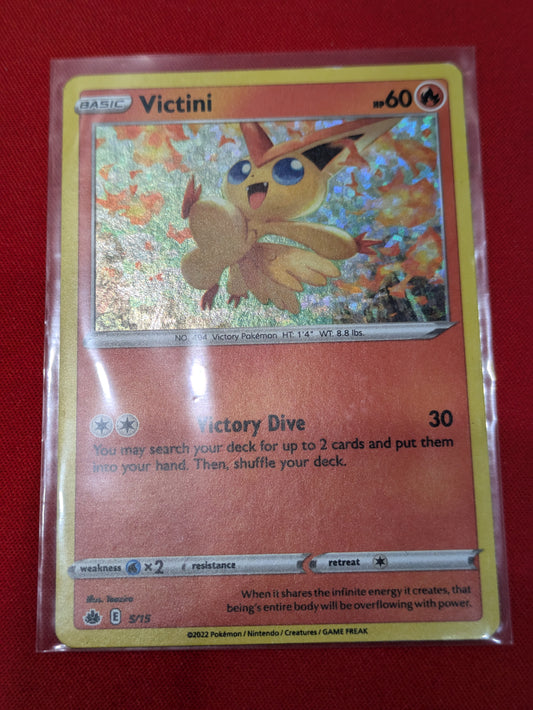 BASIC Victini HP60
NO. 494 Victory Pokémon HT: 1'4" WT: 8.8 lbs.
Victory Dive 30
You may search your deck for up to 2 cards and put them
into your hand. Then, shuffle your deck.
weakness ×2 resistance retreat
When it shares the infinite energy it creates, that
being's entire body will be overflowing with power.
Illus. Teeziro
E 5/15
©2022 Pokémon / Nintendo / Creatures / GAME FREAK